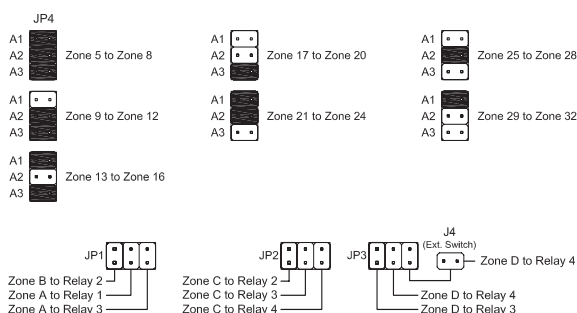 JP4
A1
A2 Zone 5 to Zone 8
A3
A1
A2 Zone 17 to Zone 20
A3
A1
A2 Zone 25 to Zone 28
A3
A1
A2 Zone 9 to Zone 12
A3
A1
A2 Zone 21 to Zone 24
A3
A1
A2 Zone 29 to Zone 32
A3
A1
A2 Zone 13 to Zone 16
A3
JP1
Zone B to Relay 2
Zone A to Relay 1
Zone A to Relay 3
JP2
Zone C to Relay 2
Zone C to Relay 3
Zone C to Relay 4
JP3
J4
(Ext. Switch)
Zone D to Relay 4
Zone D to Relay 4
Zone D to Relay 3